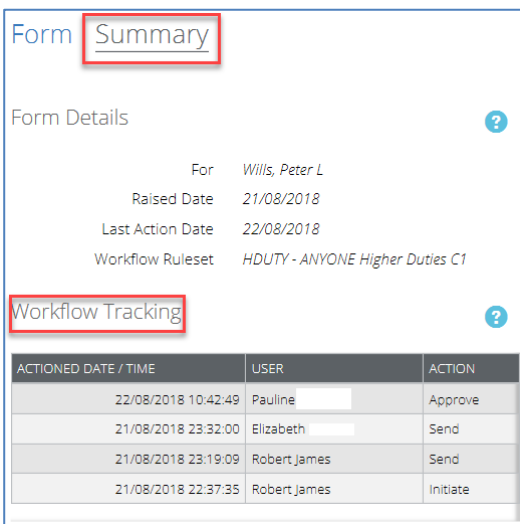 Form Summary
Form Details ?
For Wills, Peter L
Raised Date 21/08/2018
Last Action Date 22/08/2018
Workflow Ruleset HDUTY - ANYONE Higher Duties C1
Workflow Tracking ?
ACTIONED DATE / TIME USER ACTION
22/08/2018 10:42:49 Pauline Approve
21/08/2018 23:32:00 Elizabeth Send
21/08/2018 23:19:09 Robert James Send
21/08/2018 22:37:35 Robert James Initiate